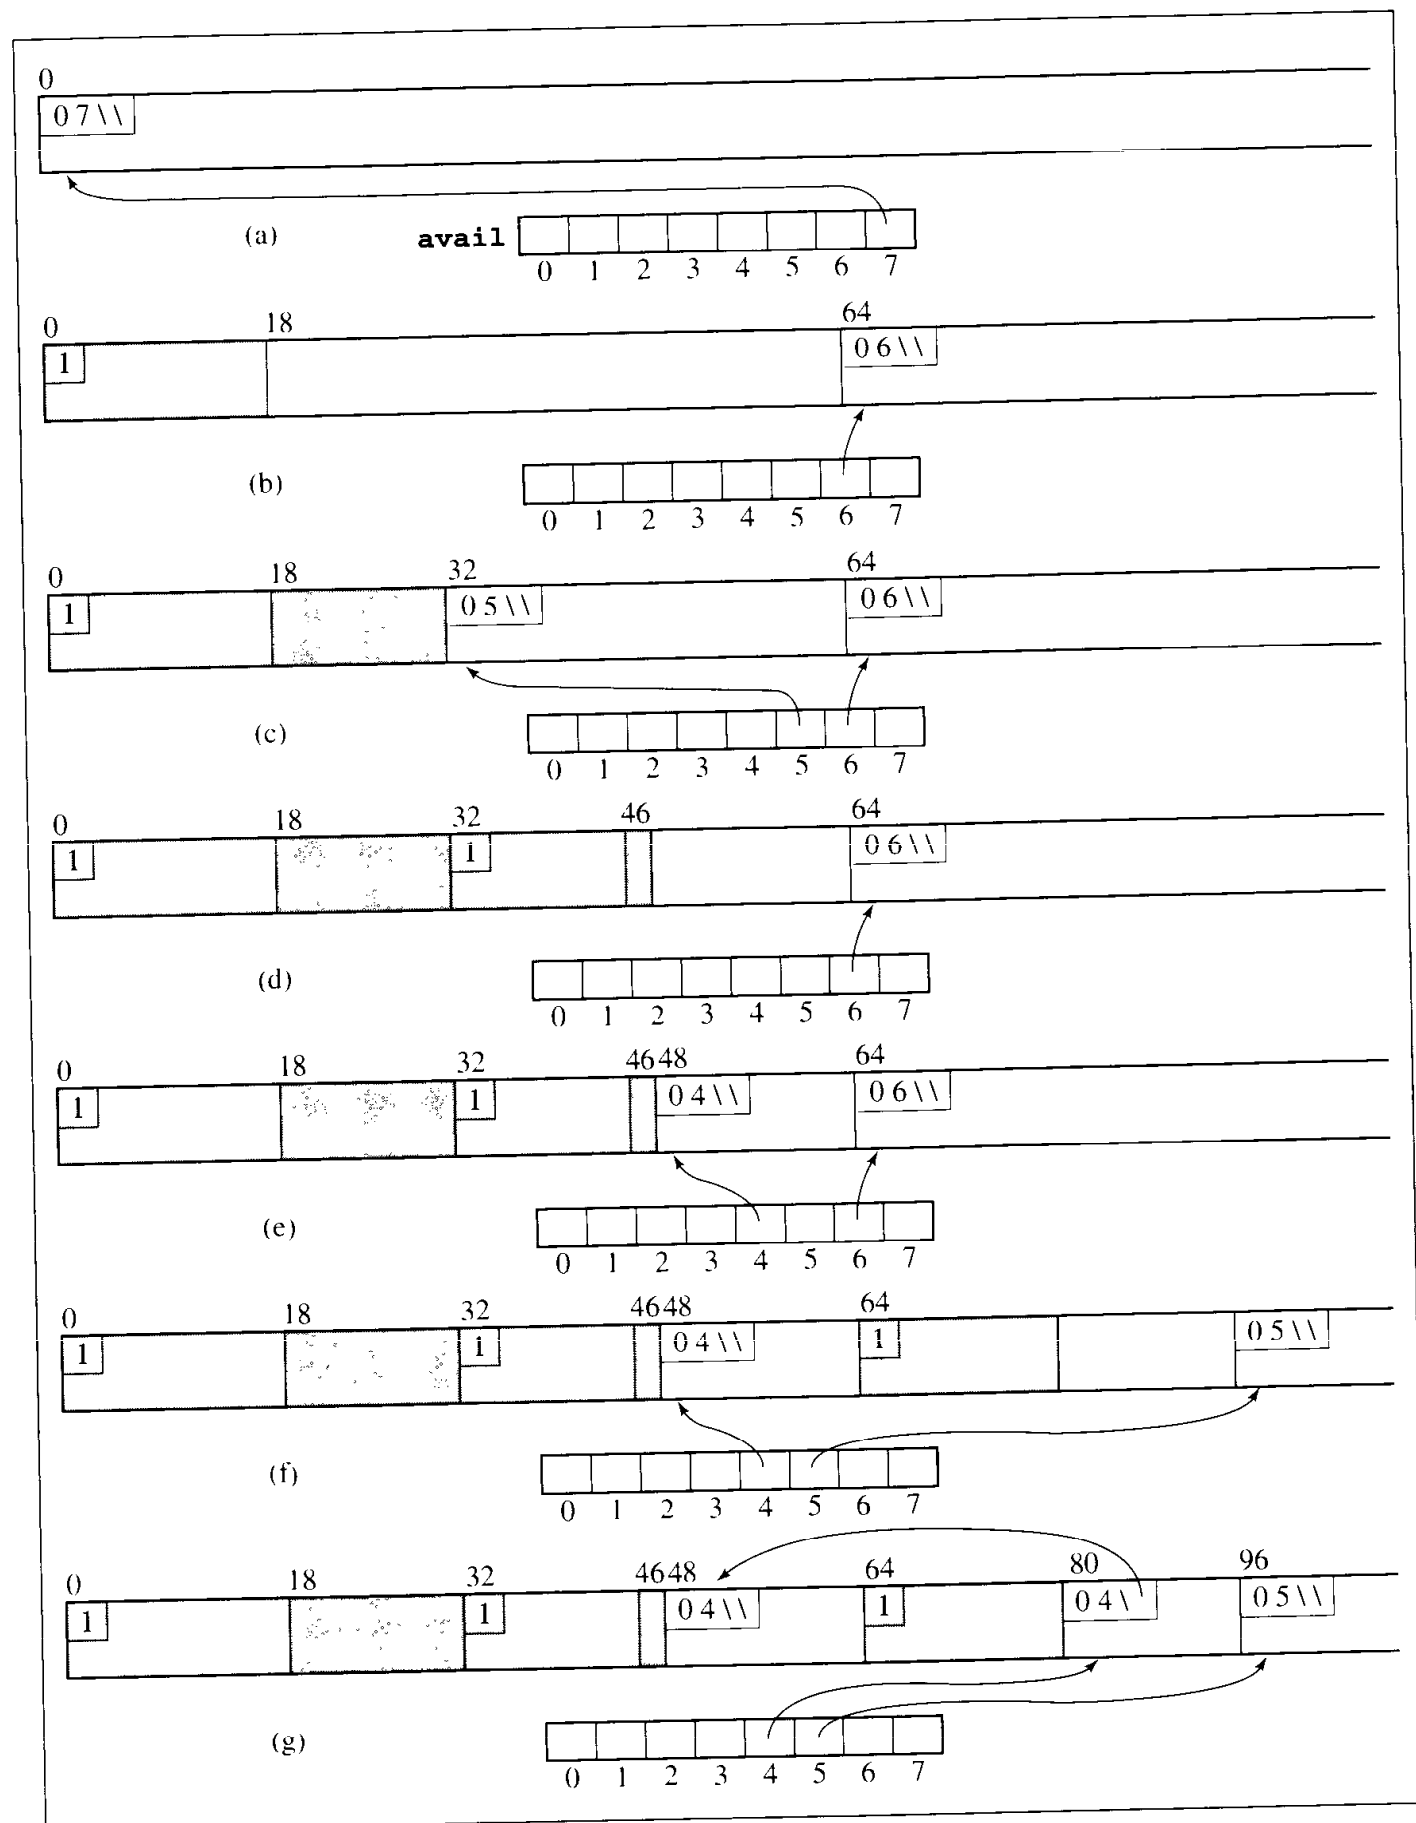 0
0 7 \ \
(a) avail
0 1 2 3 4 5 6 7
0 18 64
1 0 6 \ \
(b)
0 1 2 3 4 5 6 7
0 18 32 64
1 0 5 \ \ 0 6 \ \
(c)
0 1 2 3 4 5 6 7
0 18 32 46 64
1 1 0 6 \ \
(d)
0 1 2 3 4 5 6 7
0 18 32 46 48 64
1 1 0 4 \ \ 0 6 \ \
(e)
0 1 2 3 4 5 6 7
0 18 32 46 48 64
1 1 0 4 \ \ 1 0 5 \ \
(f)
0 1 2 3 4 5 6 7
0 18 32 46 48 64 80 96
1 1 0 4 \ \ 1 0 4 \ 0 5 \ \
(g)
0 1 2 3 4 5 6 7